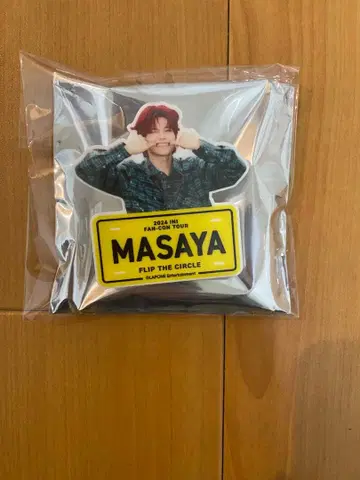 2024 INI
FAN-CON TOUR
MASAYA
FLIP THE CIRCLE
©LAPONE Entertainment